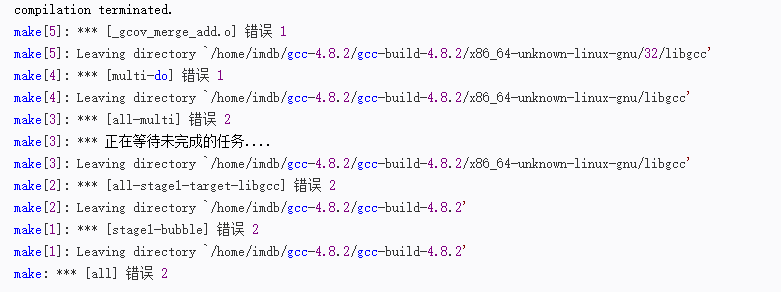 compilation terminated.
make[5]: *** [_gcov_merge_add.o] 错误 1
make[5]: Leaving directory `/home/imdb/gcc-4.8.2/gcc-build-4.8.2/x86_64-unknown-linux-gnu/32/libgcc'
make[4]: *** [multi-do] 错误 1
make[4]: Leaving directory `/home/imdb/gcc-4.8.2/gcc-build-4.8.2/x86_64-unknown-linux-gnu/libgcc'
make[3]: *** [all-multi] 错误 2
make[3]: *** 正在等待未完成的任务....
make[3]: Leaving directory `/home/imdb/gcc-4.8.2/gcc-build-4.8.2/x86_64-unknown-linux-gnu/libgcc'
make[2]: *** [all-stage1-target-libgcc] 错误 2
make[2]: Leaving directory `/home/imdb/gcc-4.8.2/gcc-build-4.8.2'
make[1]: *** [stage1-bubble] 错误 2
make[1]: Leaving directory `/home/imdb/gcc-4.8.2/gcc-build-4.8.2'
make: *** [all] 错误 2